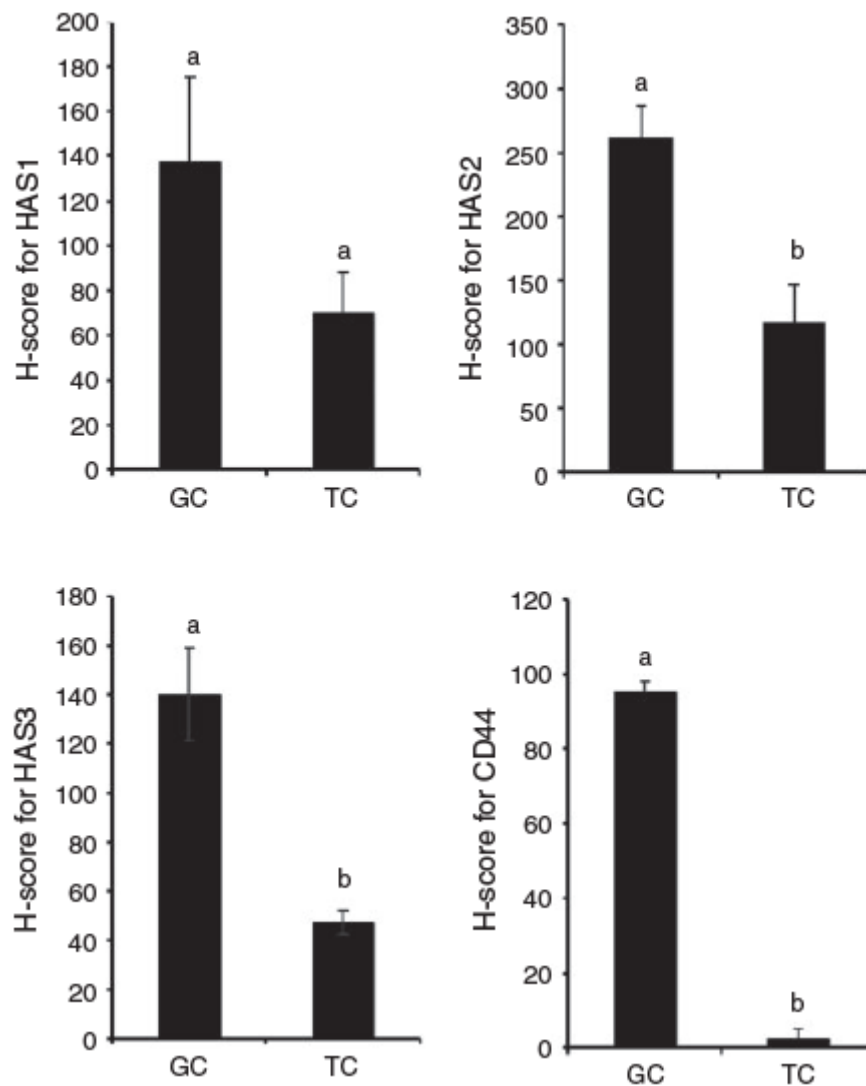 H-score for HAS1
200
180
160
140
120
100
80
60
40
20
0
a
a
GC
TC
H-score for HAS2
350
300
250
200
150
100
50
0
a
b
GC
TC
H-score for HAS3
180
160
140
120
100
80
60
40
20
0
a
b
GC
TC
H-score for CD44
120
100
80
60
40
20
0
a
b
GC
TC